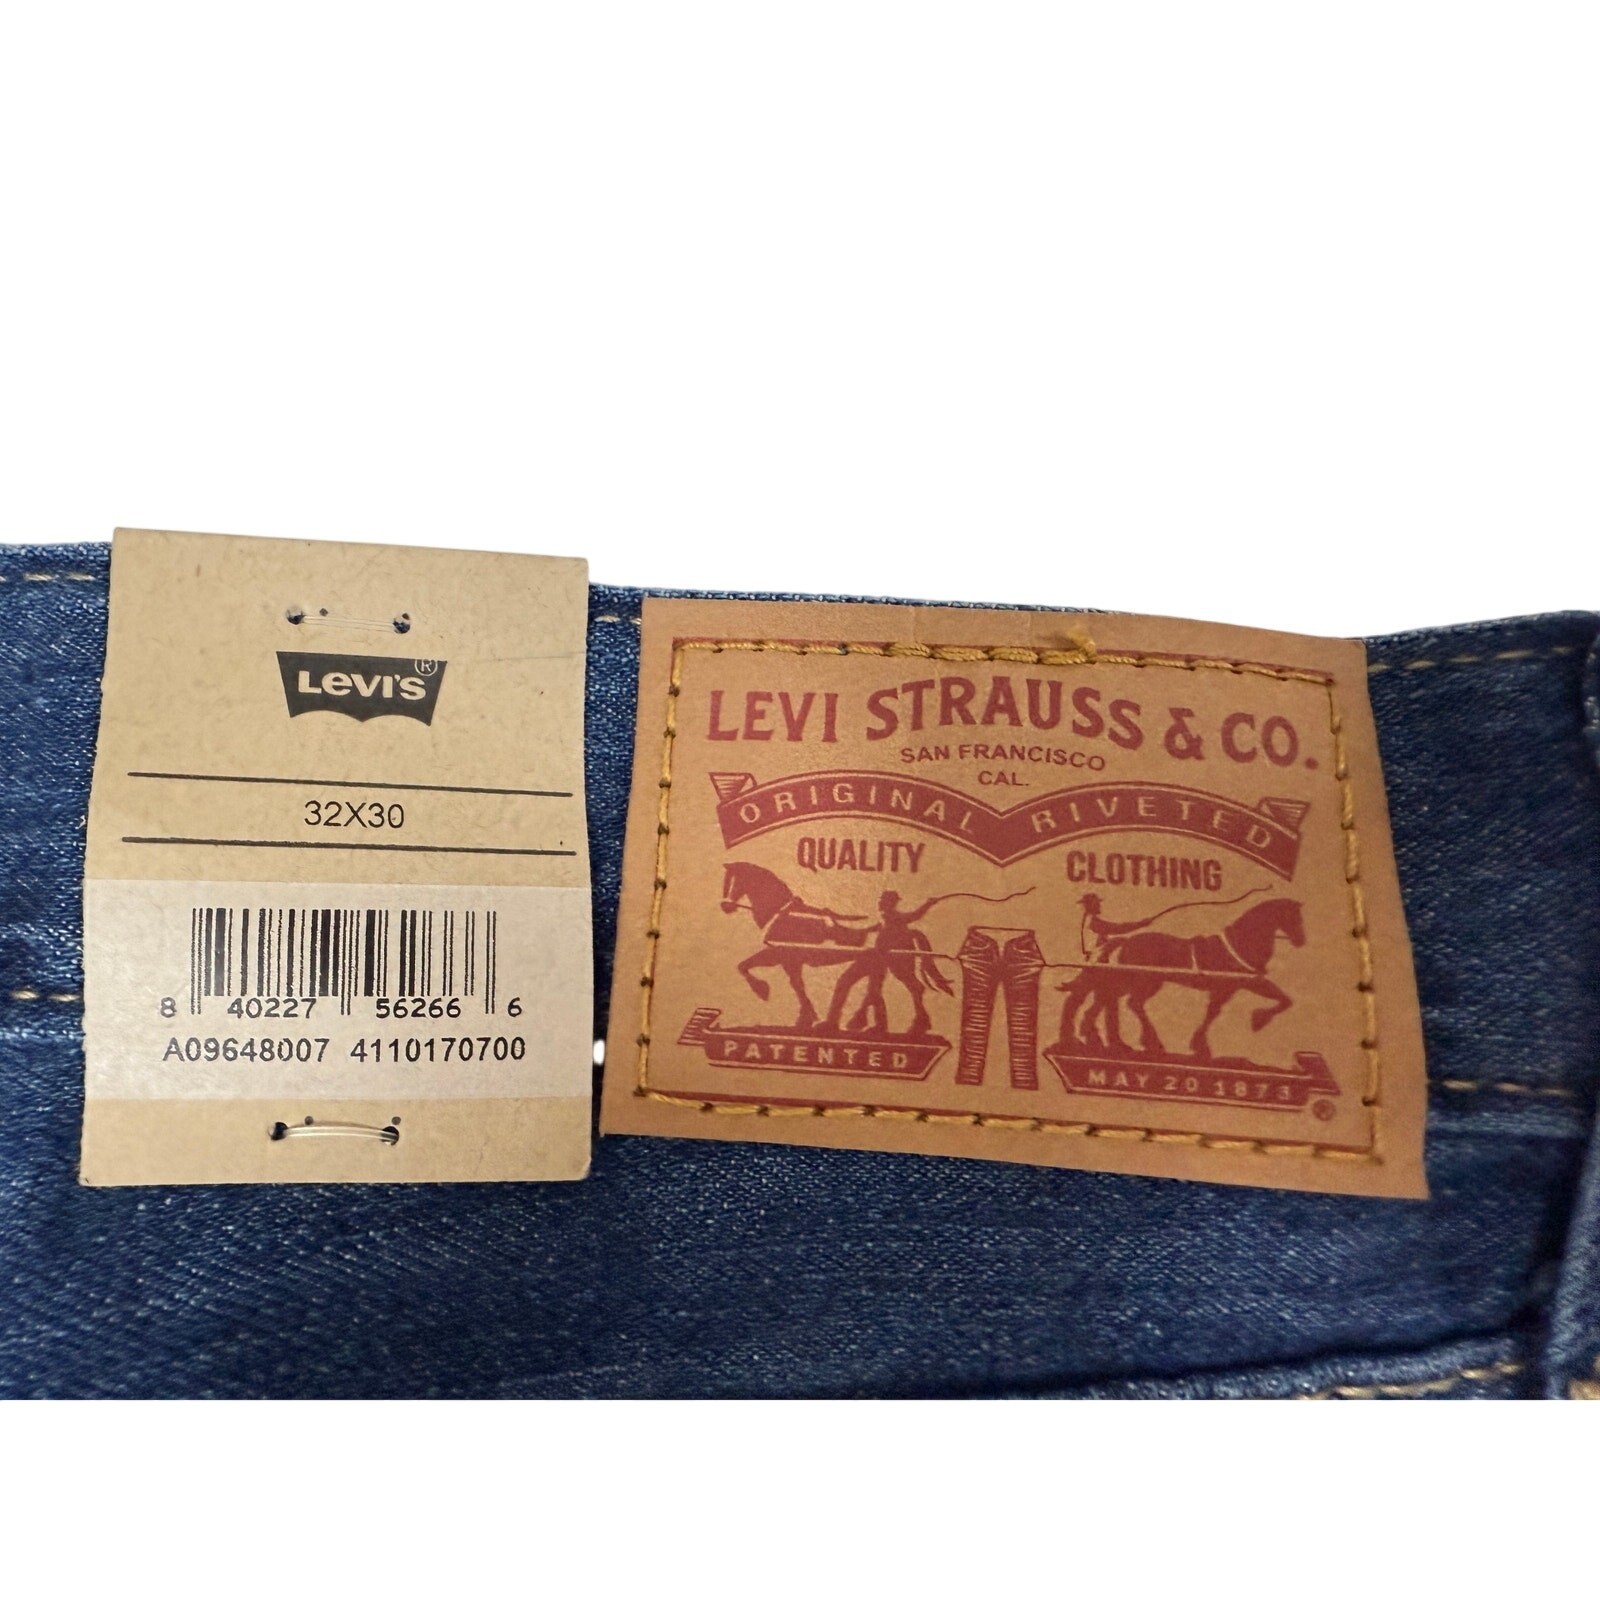 LEVI'S®
32X30
8 40227 56266 6
A09648007 4110170700
LEVI STRAUSS & CO.
SAN FRANCISCO
CAL.
ORIGINAL RIVETED
QUALITY CLOTHING
PATENTED MAY 20 1873
®